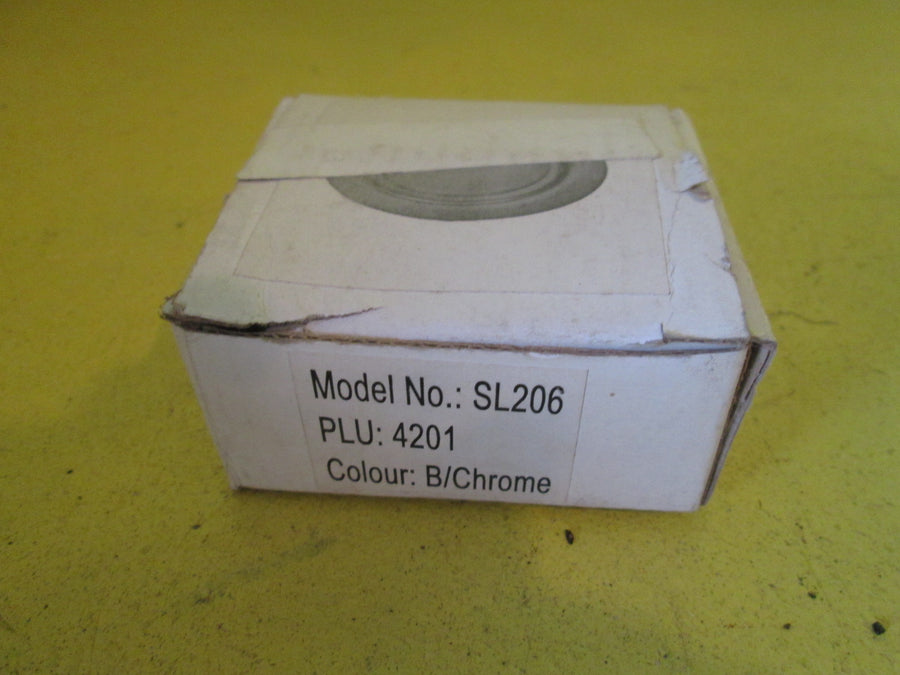 Model No.: SL206
PLU: 4201
Colour: B/Chrome